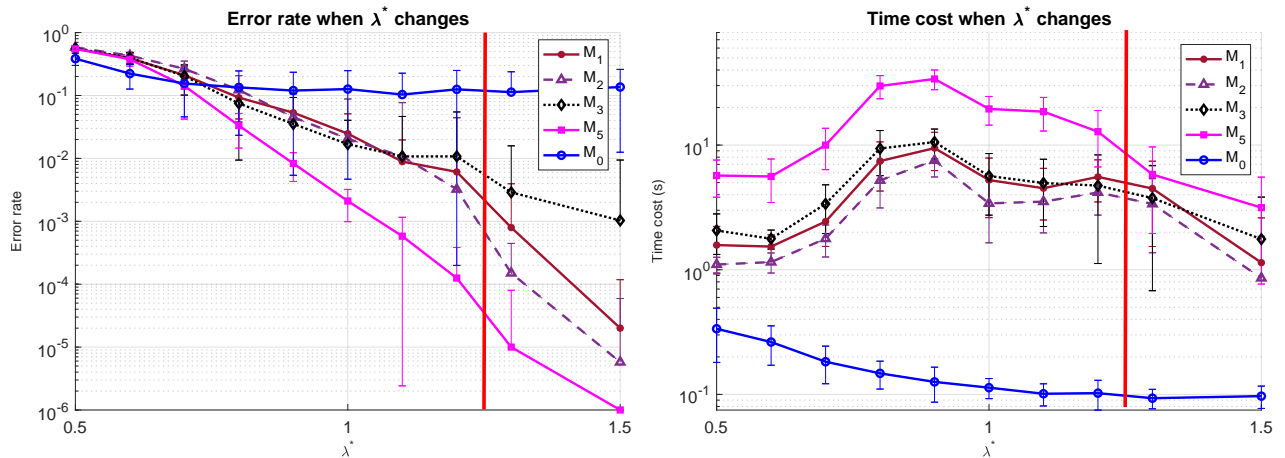 Error rate when λ* changes
Error rate
10⁰
10⁻¹
10⁻²
10⁻³
10⁻⁴
10⁻⁵
10⁻⁶
0.5
1
1.5
λ*
M₁
M₂
M₃
M₅
M₀
Time cost when λ* changes
Time cost (s)
10¹
10⁰
10⁻¹
0.5
1
1.5
λ*
M₁
M₂
M₃
M₅
M₀